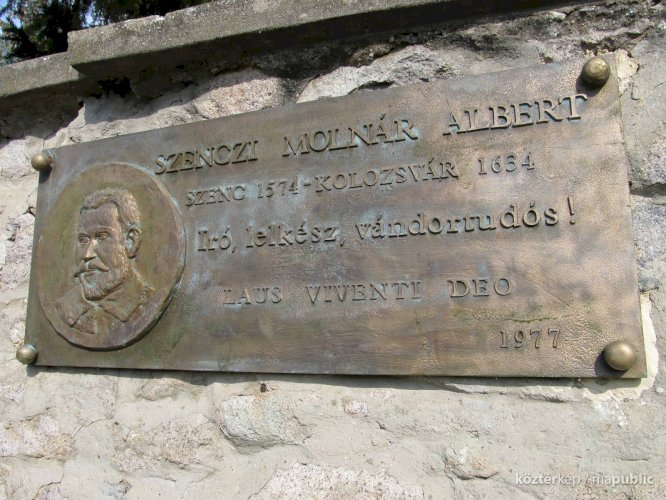 SZENCZI MOLNÁR ALBERT
SZENC 1574-KOLOZSVÁR 1634
Író, lelkész, vándortudós!
LAUS VIVENTI DEO
1977
köztérkép / mapublic